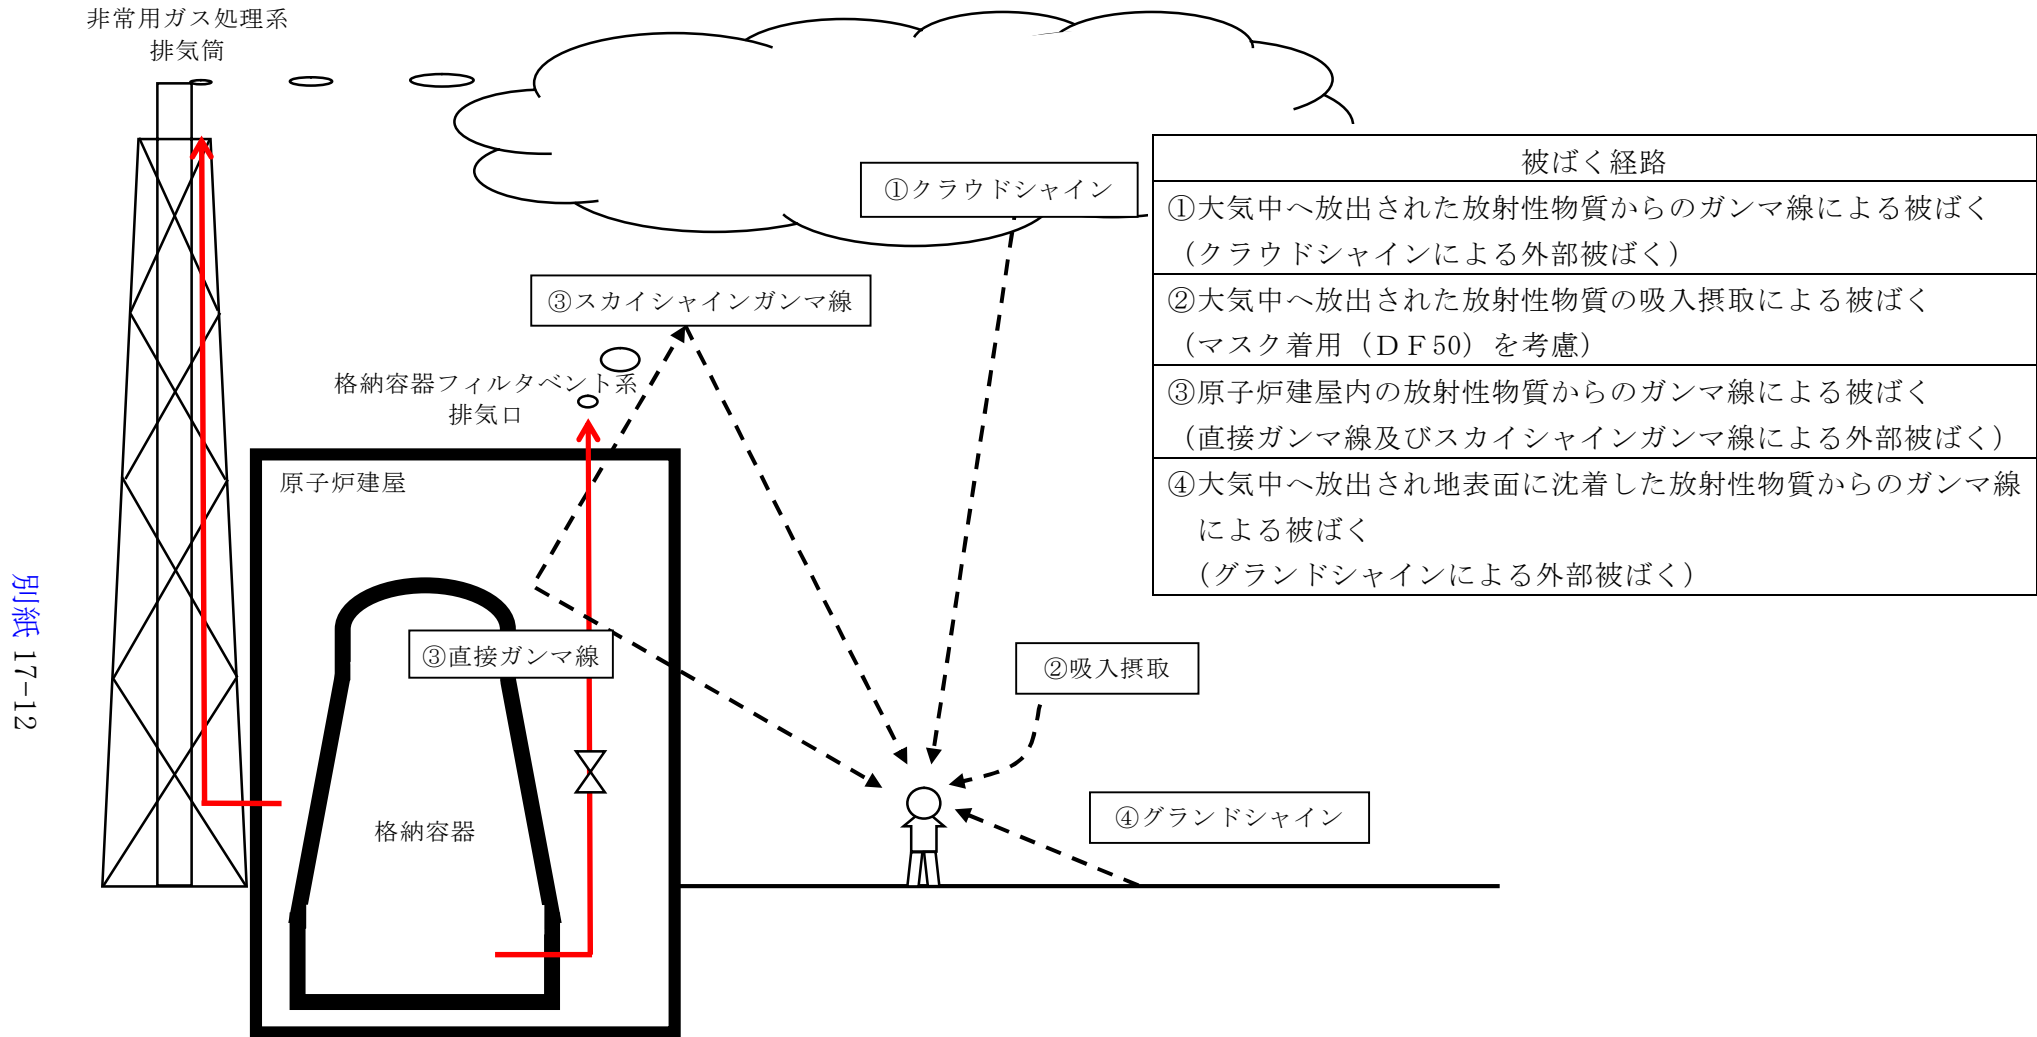 非常用ガス処理系
排気筒
①クラウドシャイン
③スカイシャインガンマ線
格納容器フィルタベント系
排気口
原子炉建屋
③直接ガンマ線
格納容器
②吸入摂取
④グランドシャイン
被ばく経路
①大気中へ放出された放射性物質からのガンマ線による被ばく
（クラウドシャインによる外部被ばく）
②大気中へ放出された放射性物質の吸入摂取による被ばく
（マスク着用（ＤＦ50）を考慮）
③原子炉建屋内の放射性物質からのガンマ線による被ばく
（直接ガンマ線及びスカイシャインガンマ線による外部被ばく）
④大気中へ放出され地表面に沈着した放射性物質からのガンマ線
による被ばく
（グランドシャインによる外部被ばく）
別紙 17-12